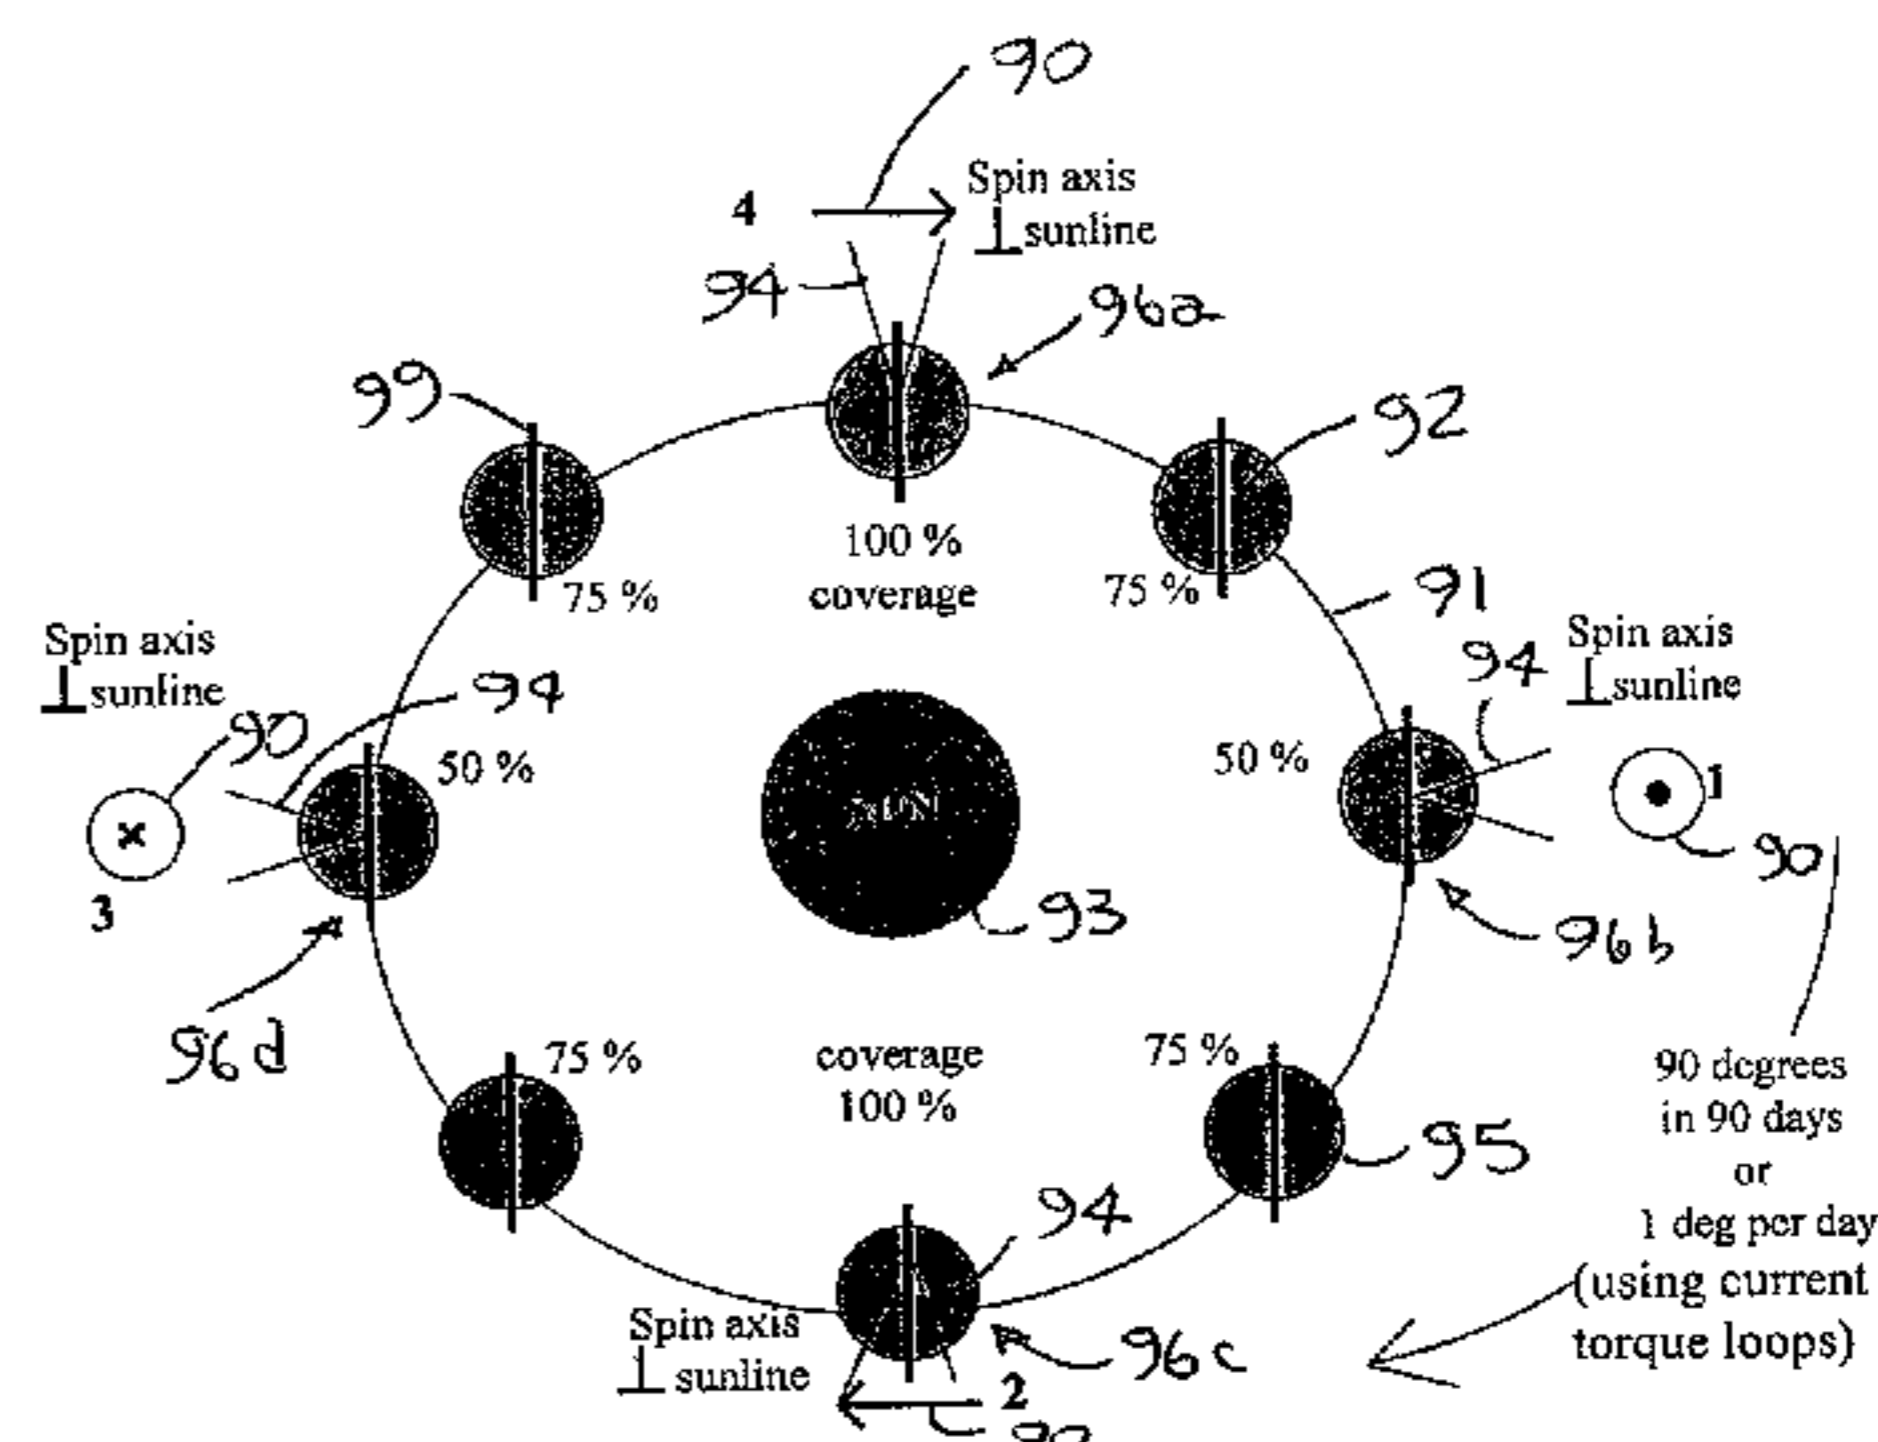 90
Spin axis
4
⊥ sunline
94
96a
99
92
100 %
coverage
75 %
75 %
91
Spin axis
⊥ sunline
94
Spin axis
⊥ sunline
94
90
50 %
50 %
1
SUN
x
90
3
93
96b
96d
75 %
coverage
100 %
75 %
90 degrees
in 90 days
or
1 deg per day
(using current
torque loops)
95
94
Spin axis
⊥ sunline
96c
2